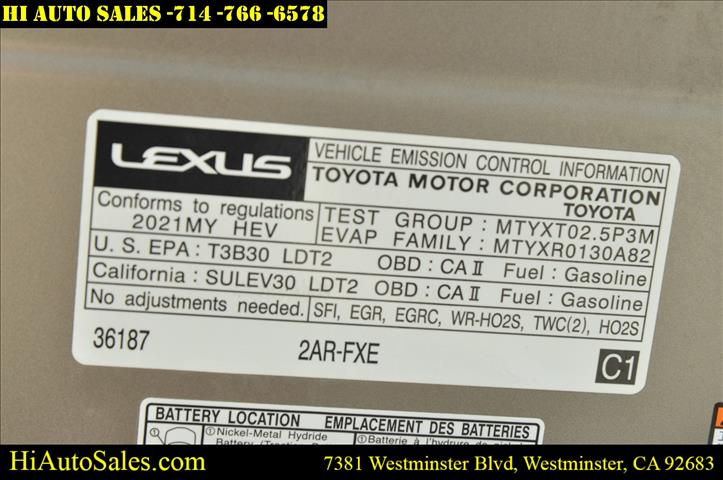 HI AUTO SALES -714 -766 -6578
LEXUS
VEHICLE EMISSION CONTROL INFORMATION
TOYOTA MOTOR CORPORATION
TOYOTA
Conforms to regulations
2021MY HEV
TEST GROUP : MTYXT02.5P3M
EVAP FAMILY : MTYXR0130A82
U. S. EPA : T3B30 LDT2 OBD : CA II Fuel : Gasoline
California : SULEV30 LDT2 OBD : CA II Fuel : Gasoline
No adjustments needed.
SFI, EGR, EGRC, WR-HO2S, TWC(2), HO2S
36187 2AR-FXE C1
BATTERY LOCATION EMPLACEMENT DES BATTERIES
①Nickel-Metal Hydride
①Batterie à l'hydrure de
Battery
HiAutoSales.com
7381 Westminster Blvd, Westminster, CA 92683